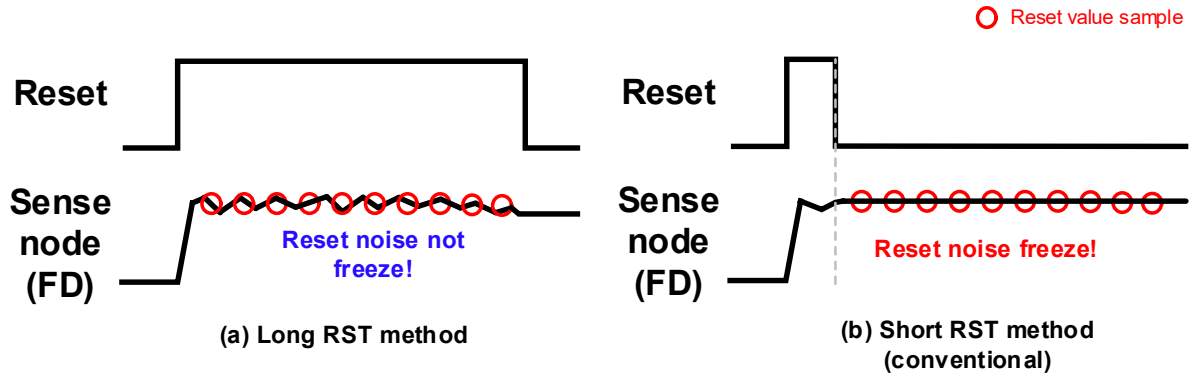 Reset value sample
Reset
Sense
node
(FD)
Reset noise not
freeze!
(a) Long RST method
Reset
Sense
node
(FD)
Reset noise freeze!
(b) Short RST method
(conventional)